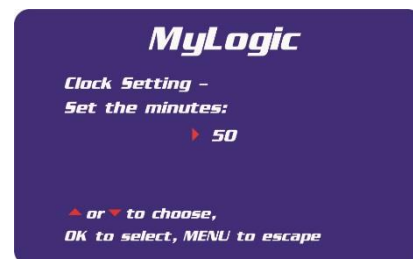 MyLogic
Clock Setting –
Set the minutes:
50
or to choose,
OK to select, MENU to escape